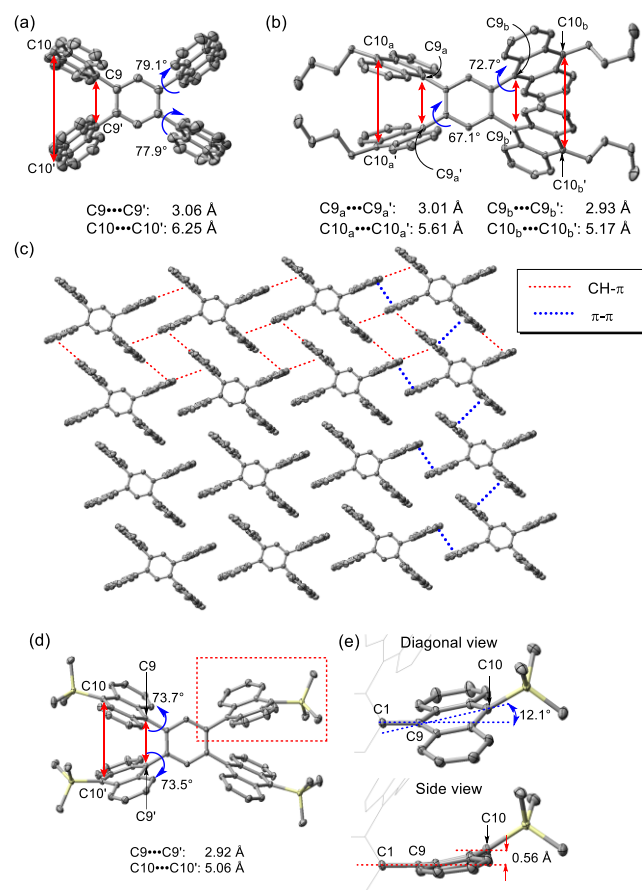 (a)
C10
C9
79.1°
C9'
C10'
77.9°
C9•••C9': 3.06 Å
C10•••C10': 6.25 Å
(b)
C10a
C9a
C9b
C10b
72.7°
67.1°
C10a'
C9a'
C9b'
C10b'
C9a•••C9a': 3.01 Å
C10a•••C10a': 5.61 Å
C9b•••C9b': 2.93 Å
C10b•••C10b': 5.17 Å
(c)
CH-π
π-π
(d)
C9
C10
73.7°
C10'
73.5°
C9'
C9•••C9': 2.92 Å
C10•••C10': 5.06 Å
(e)
Diagonal view
C10
C1
C9
12.1°
Side view
C10
C1 C9
0.56 Å